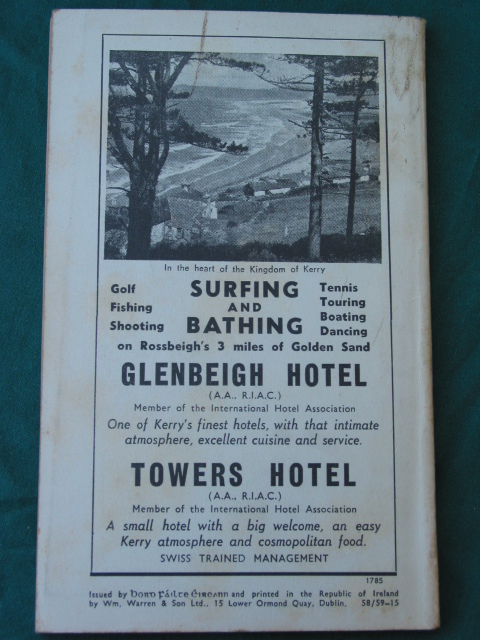 In the heart of the Kingdom of Kerry
Golf SURFING Tennis
Fishing AND Touring
Shooting BATHING Boating
Dancing
on Rossbeigh's 3 miles of Golden Sand
GLENBEIGH HOTEL
(A.A., R.I.A.C.)
Member of the International Hotel Association
One of Kerry's finest hotels, with that intimate
atmosphere, excellent cuisine and service.
TOWERS HOTEL
(A.A., R.I.A.C.)
Member of the International Hotel Association
A small hotel with a big welcome, an easy
Kerry atmosphere and cosmopolitan food.
SWISS TRAINED MANAGEMENT
1785
Issued by Bord Fáilte Éireann and printed in the Republic of Ireland
by Wm. Warren & Son Ltd., 15 Lower Ormond Quay, Dublin. 58/59—15